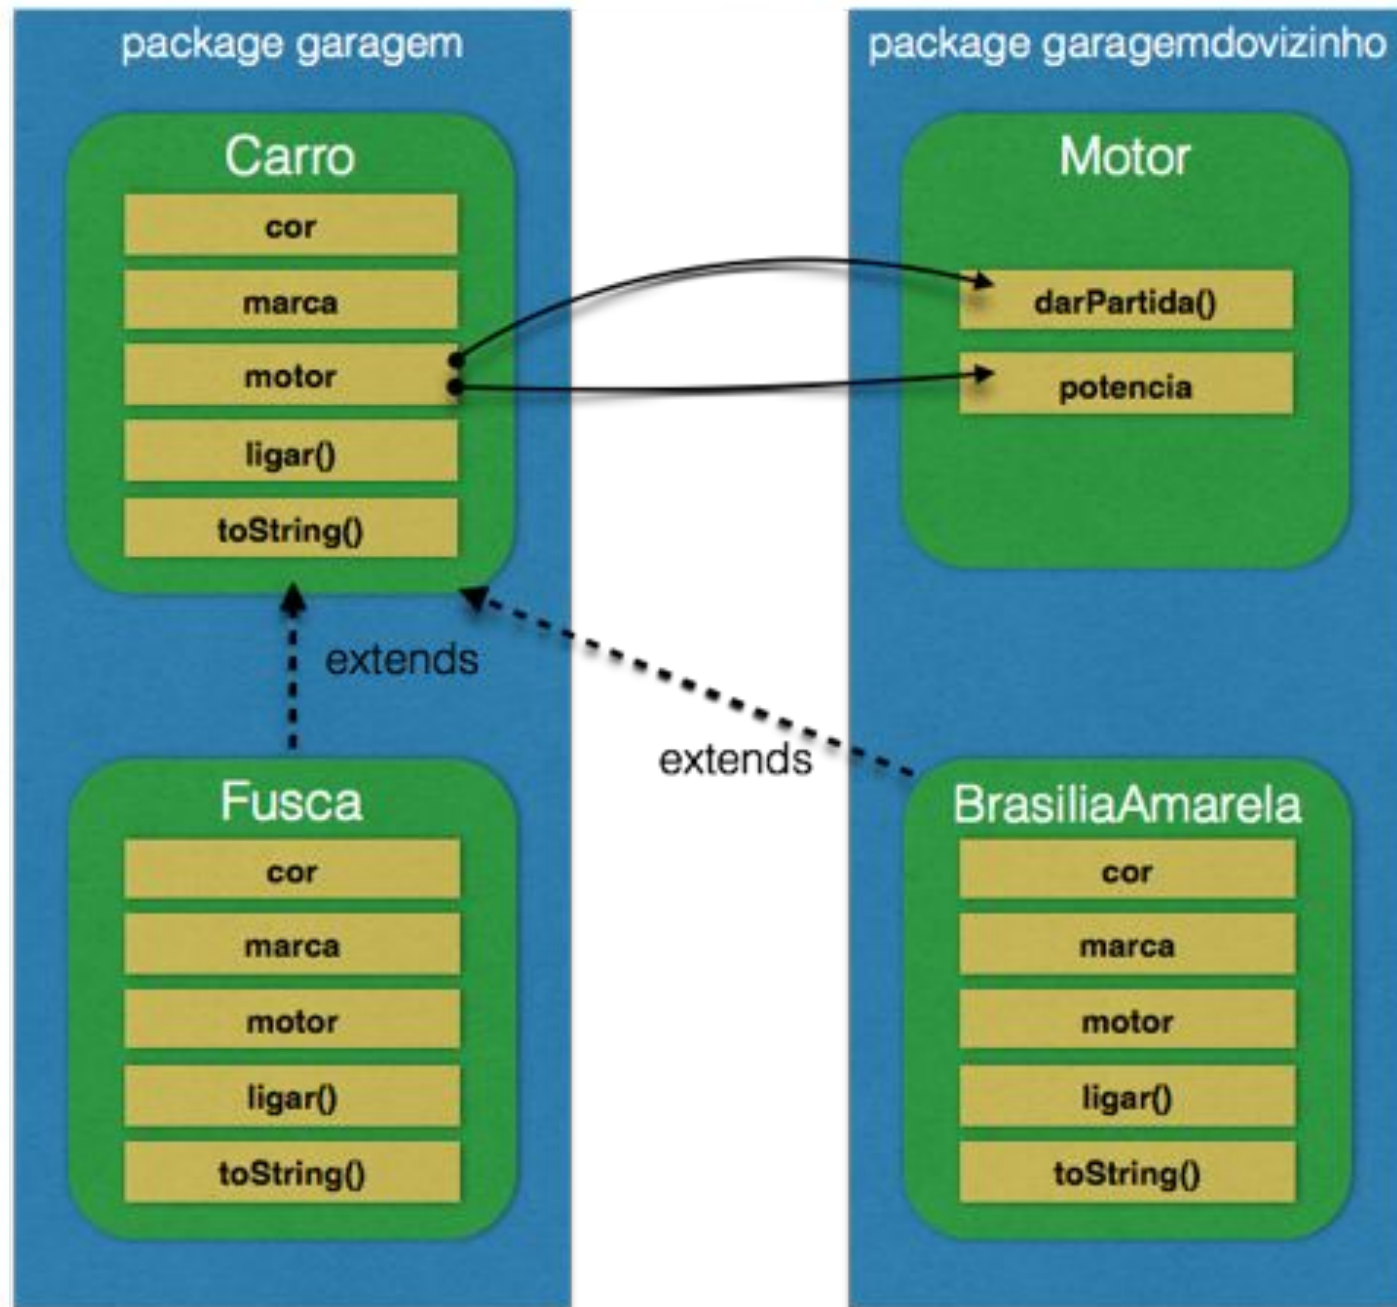 package garagem
Carro
cor
marca
motor
ligar()
toString()
extends
Fusca
cor
marca
motor
ligar()
toString()
package garagemdovizinho
Motor
darPartida()
potencia
extends
BrasiliaAmarela
cor
marca
motor
ligar()
toString()